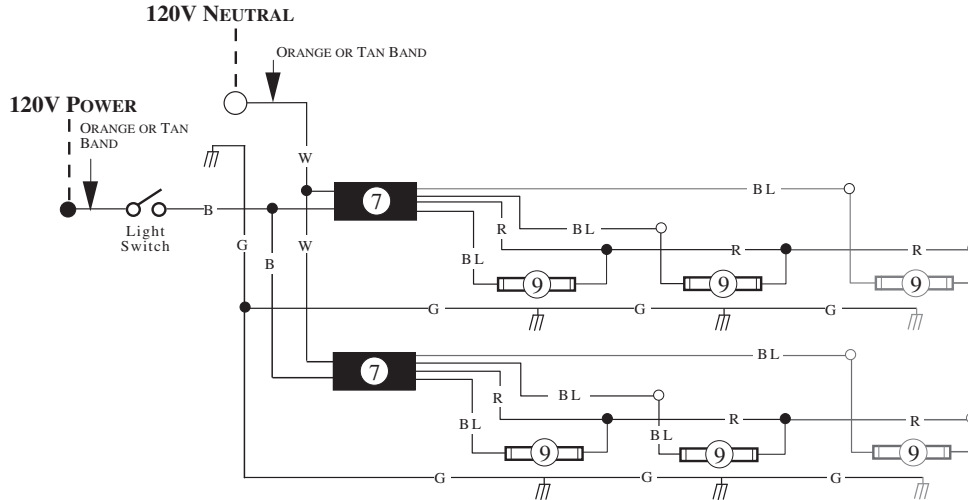 120V NEUTRAL
ORANGE OR TAN BAND
120V POWER
ORANGE OR TAN
BAND
W
7
BL
B
Light
Switch
G
B
W
R
BL
R
R
BL
BL
9
9
9
G
G
G
7
BL
R
BL
R
R
BL
BL
9
9
9
G
G
G